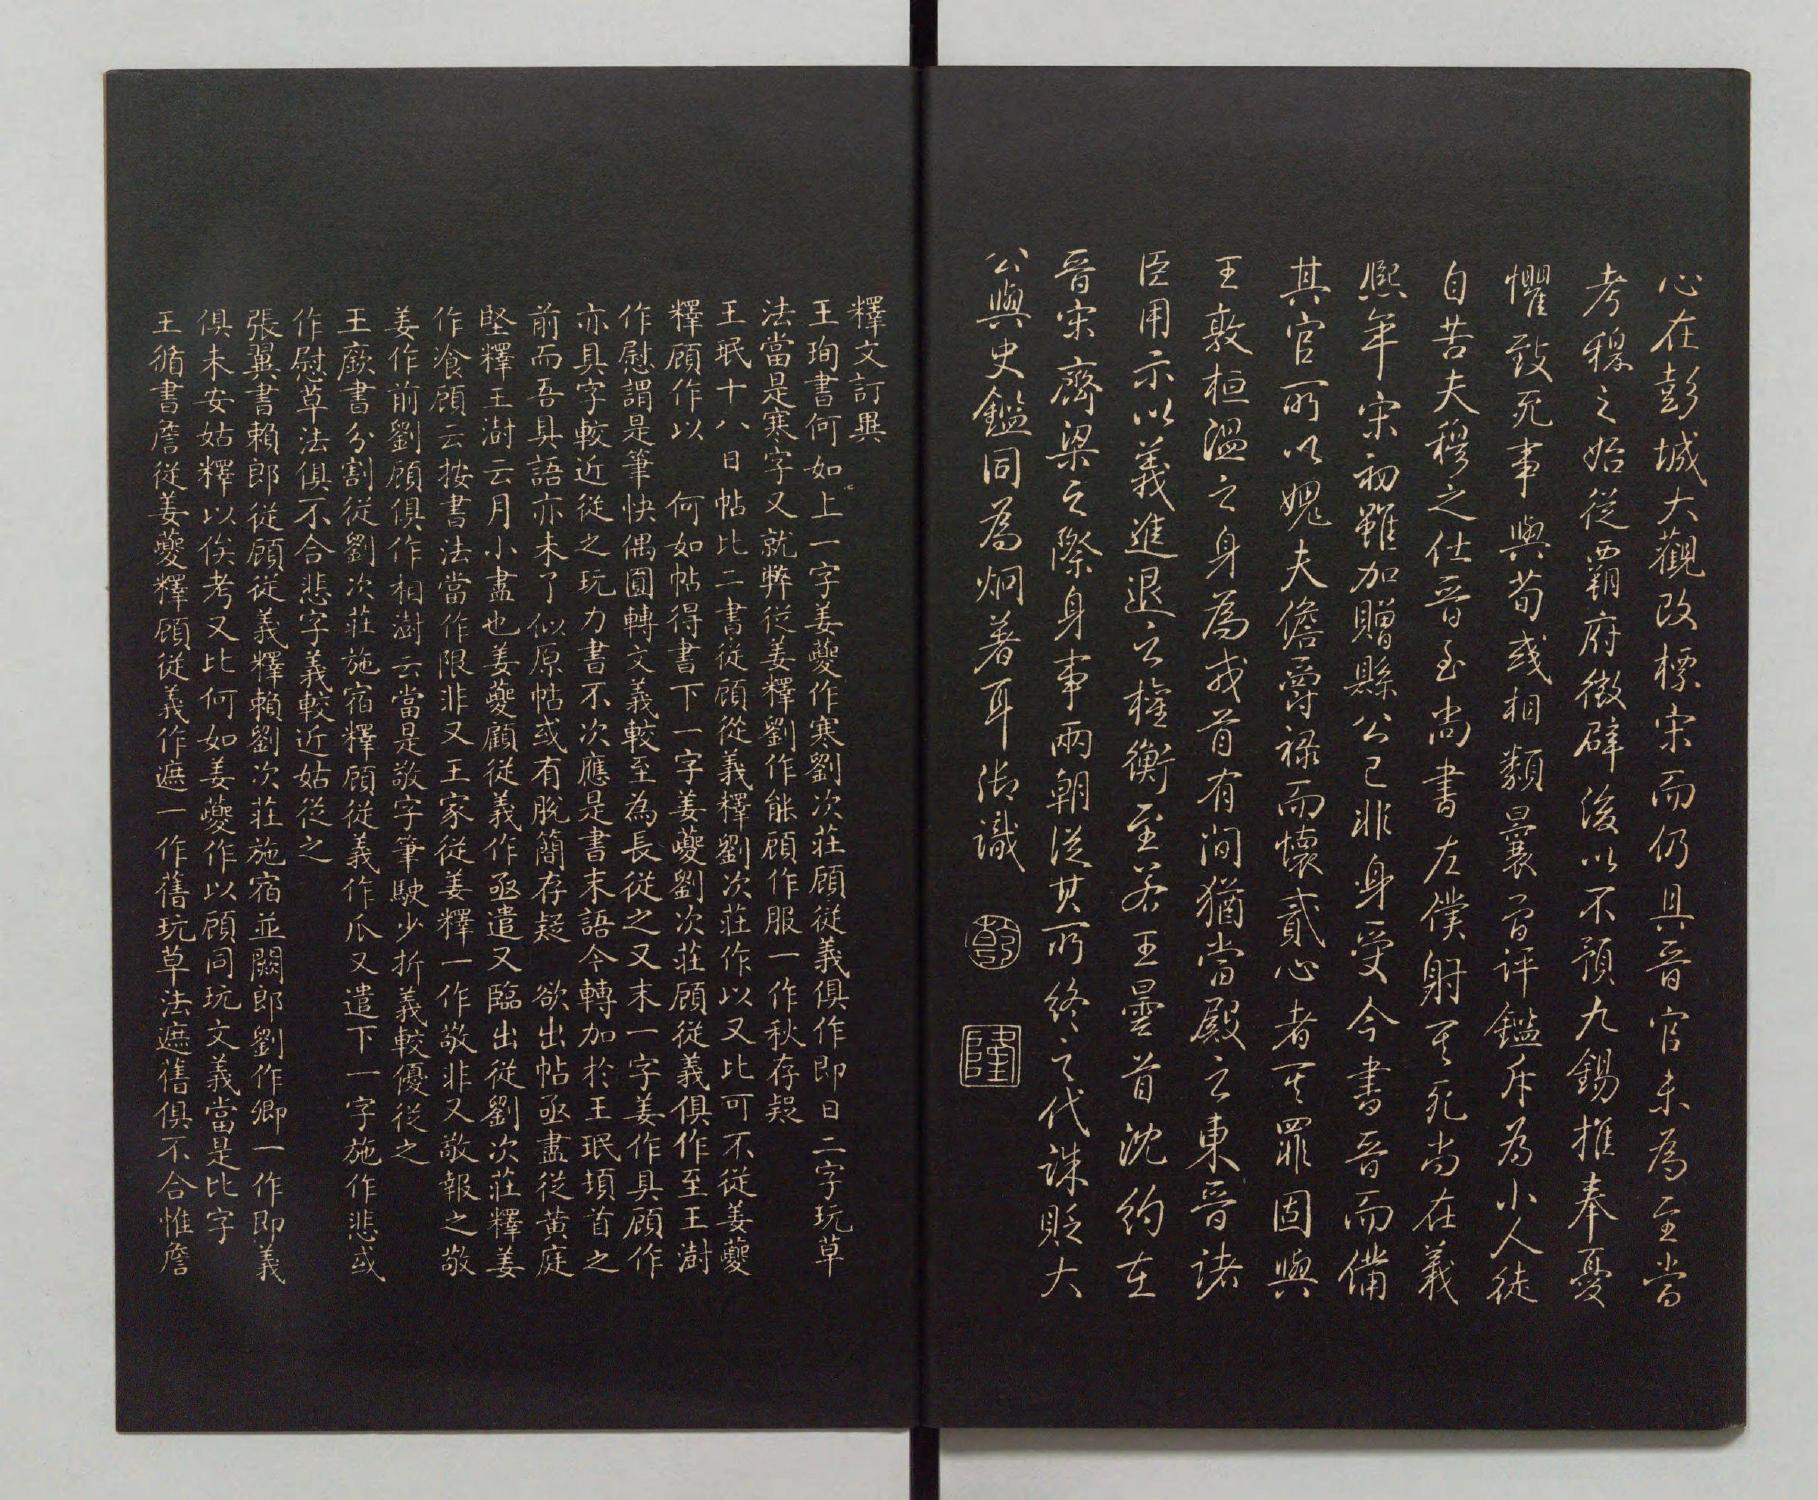 心在彭城大觀改標宋而仍具晉官未為至當
考穆之始從霸府徵辟後以不預九錫推奉憂
懼致死事與荀彧相類曩曾評鑑斥為小人徒
自苦夫穆之仕晉至尚書左僕射其死尚在義
熙年宋初雖加贈縣公已非身受今書晉而備
其官所以媿夫儋爵祿而懷貳心者其罪固與
王敦桓溫之身為戎首有間猶當殿之東晉諸
臣用示以義進退之權衡至若王曇首沈約在
晉宋齊梁之際身事兩朝從其所終之代誅貶大
公與史鑑同為炯著耳御識
乾
隆
釋文訂異
王珣書何如上一字姜夔作寒劉次莊顧從義俱作即日二字玩草
法當是寒字又就弊從姜釋劉作能顧作服一作秋存疑
王珉十八日帖比二書從顧從義釋劉次莊作以又比可不從姜夔
釋顧作以 何如帖得書下一字姜夔劉次莊顧從義俱作至王澍
作慰謂是筆快偶圓轉文義較至為長從之又末一字姜作具顧作
亦具字較近從之玩力書不次應是書末語今轉加於王珉頊首之
前而吾具語亦未了似原帖或有脫簡存疑 欲出帖亟盡從黃庭
堅釋王澍云月小盡也姜夔顧從義作亟遣又臨出從劉次莊釋姜
作飡顧云按書法當作限非又王家從姜釋一作敬非又敬報之敬
姜作前劉顧俱作相澍云當是敬字筆駛少折義較優從之
王廞書分割從劉次莊施宿釋顧從義作爪又遣下一字施作悲或
作慰草法俱不合悲字義較近姑從之
張翼書賴郎從顧從義釋賴劉次莊施宿並闕郎劉作卿一作即義
俱未安姑釋以俟考又比何如姜夔作以顧同玩文義當是比字
王循書詹從姜夔釋顧從義作遮一作舊玩草法遮舊俱不合惟詹